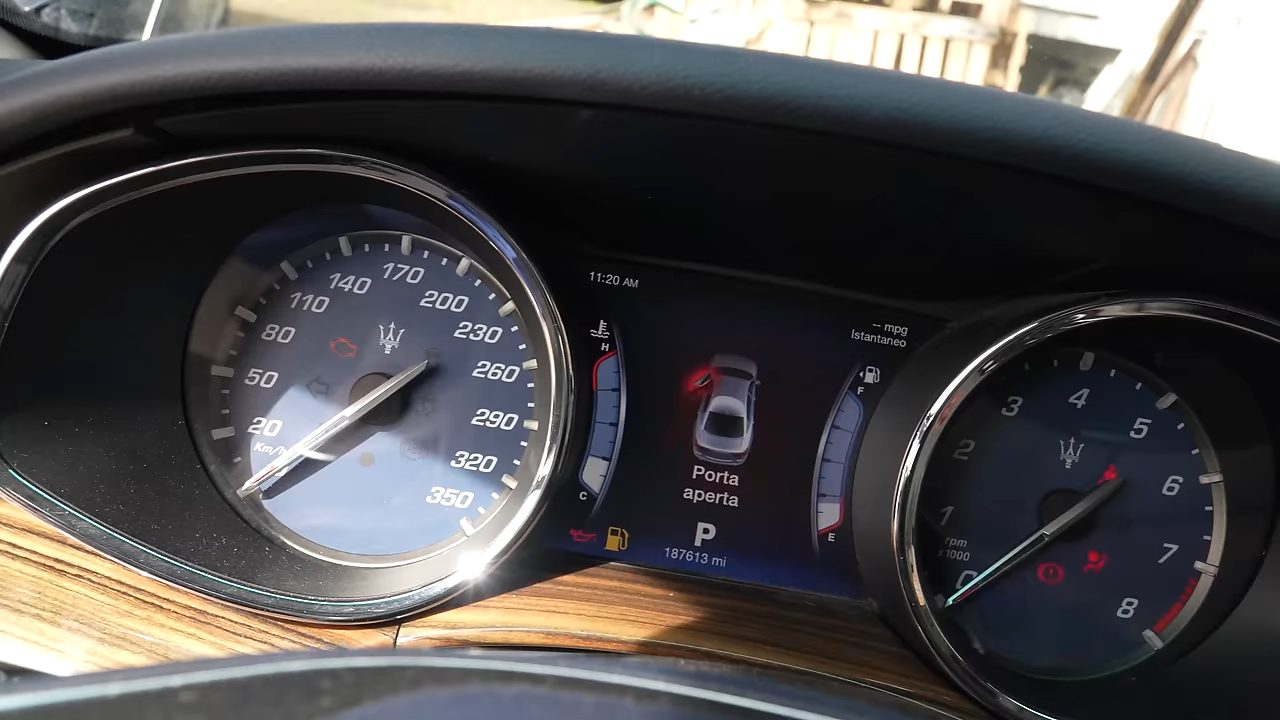 20
50
80
110
140
170
200
230
260
290
320
350
Km/h
11:20 AM
H
C
-- mpg
Istantaneo
F
E
Porta
aperta
P
187613 mi
0
1
2
3
4
5
6
7
8
rpm
x1000